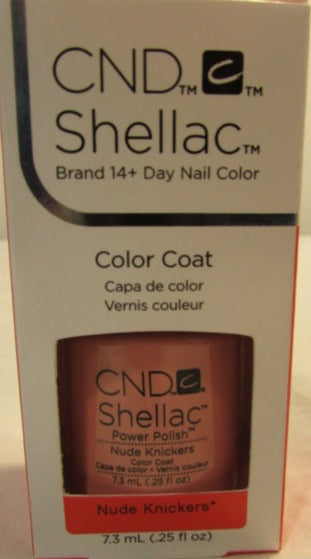 CND™ ™
Shellac™
Brand 14+ Day Nail Color
Color Coat
Capa de color
Vernis couleur
CND™ ®
Shellac™
Power Polish™
Nude Knickers
Color Coat
Capa de color • Vernis couleur
7.3 mL (.25 fl oz)
Nude Knickers*
7.3 mL (.25 fl oz)